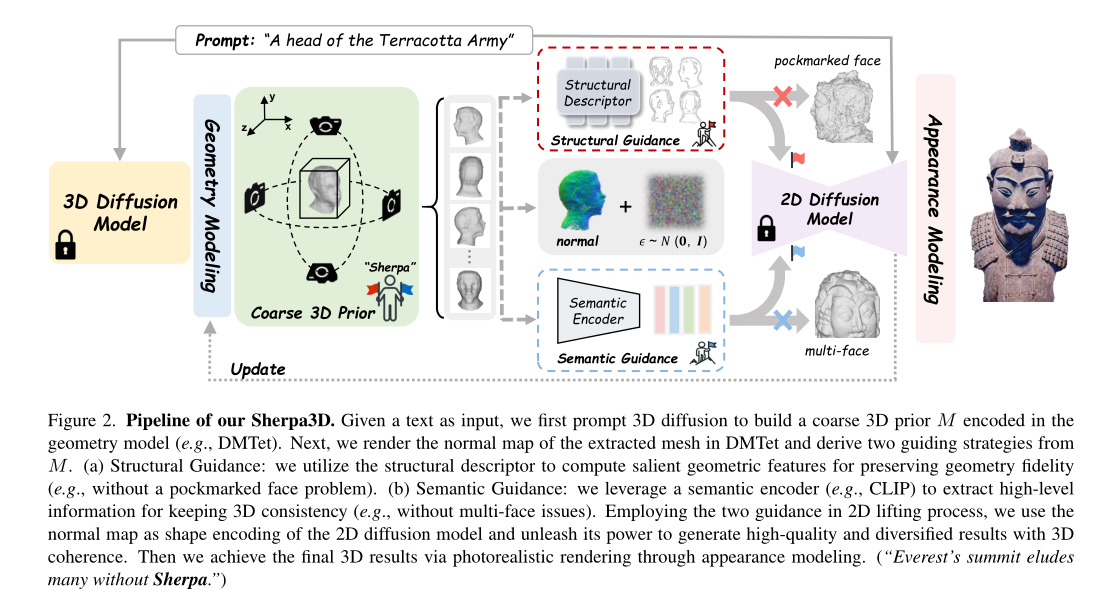 Prompt: "A head of the Terracotta Army"
3D Diffusion
Model
Geometry Modeling
y
z
x
"Sherpa"
Coarse 3D Prior
Structural
Descriptor
Structural Guidance
normal
+
ϵ ~ N (0, I)
Semantic
Encoder
Semantic Guidance
pockmarked face
2D Diffusion
Model
multi-face
Appearance Modeling
Update
Figure 2. Pipeline of our Sherpa3D. Given a text as input, we first prompt 3D diffusion to build a coarse 3D prior M encoded in the
geometry model (e.g., DMTet). Next, we render the normal map of the extracted mesh in DMTet and derive two guiding strategies from
M. (a) Structural Guidance: we utilize the structural descriptor to compute salient geometric features for preserving geometry fidelity
(e.g., without a pockmarked face problem). (b) Semantic Guidance: we leverage a semantic encoder (e.g., CLIP) to extract high-level
information for keeping 3D consistency (e.g., without multi-face issues). Employing the two guidance in 2D lifting process, we use the
normal map as shape encoding of the 2D diffusion model and unleash its power to generate high-quality and diversified results with 3D
coherence. Then we achieve the final 3D results via photorealistic rendering through appearance modeling. ("Everest's summit eludes
many without Sherpa.")